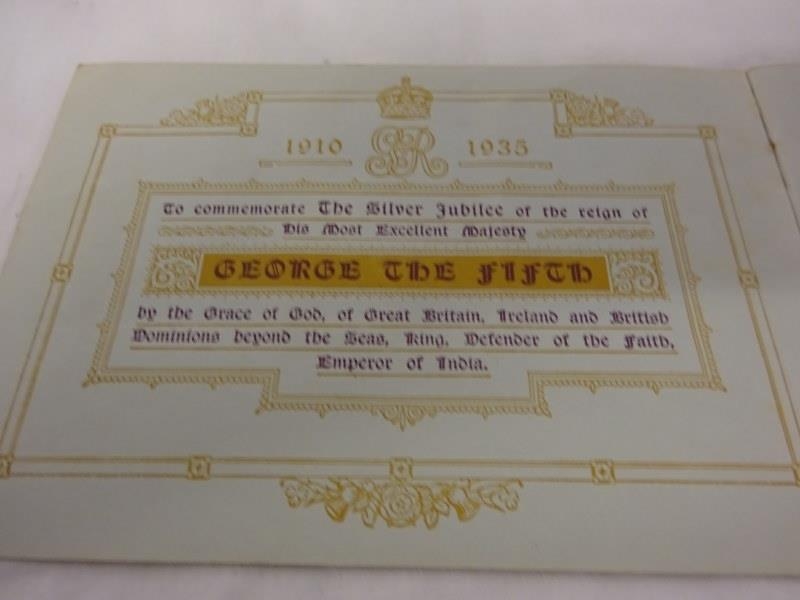 1910 GR 1935
To commemorate The Silver Jubilee of the reign of
His Most Excellent Majesty
GEORGE THE FIFTH
by the Grace of God, of Great Britain, Ireland and British
Dominions beyond the Seas, King, Defender of the Faith,
Emperor of India.